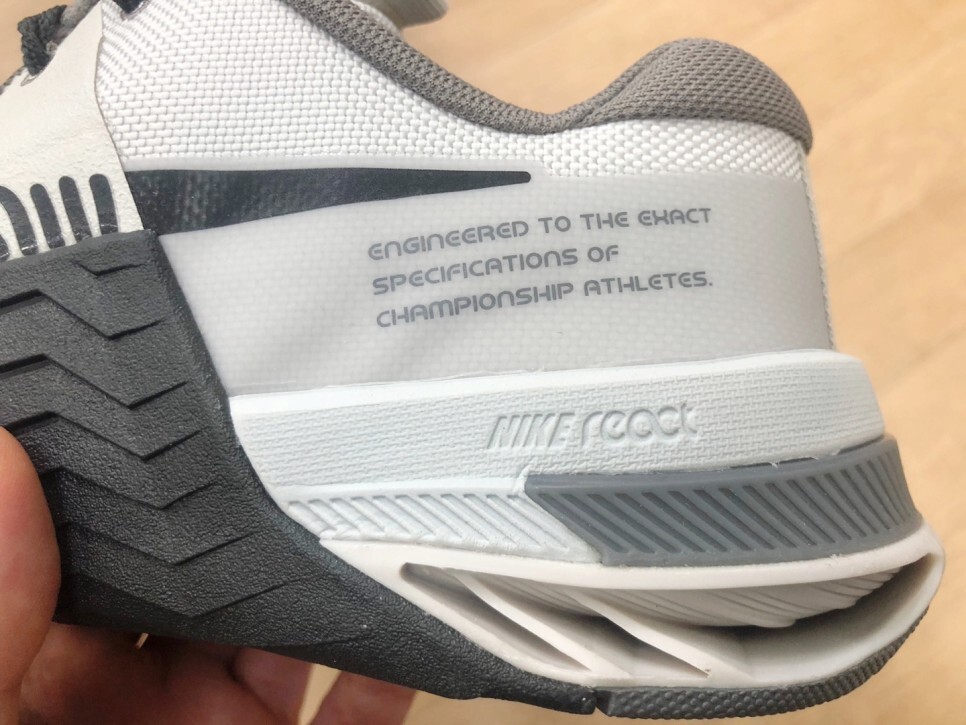 ENGINEERED TO THE EXACT
SPECIFICATIONS OF
CHAMPIONSHIP ATHLETES.
NIKE react